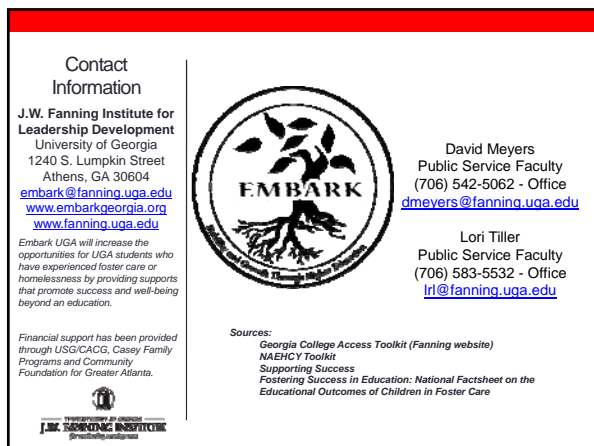 Contact
Information
J.W. Fanning Institute for
Leadership Development
University of Georgia
1240 S. Lumpkin Street
Athens, GA 30604
embark@fanning.uga.edu
www.embarkgeorgia.org
www.fanning.uga.edu
Embark UGA will increase the
opportunities for UGA students who
have experienced foster care or
homelessness by providing supports
that promote success and well-being
beyond an education.
Financial support has been provided
through USG/CACG, Casey Family
Programs and Community
Foundation for Greater Atlanta.
J.W. FANNING INSTITUTE
EMBARK
Stability and Growth Through Higher Education
David Meyers
Public Service Faculty
(706) 542-5062 - Office
dmeyers@fanning.uga.edu
Lori Tiller
Public Service Faculty
(706) 583-5532 - Office
lrl@fanning.uga.edu
Sources:
Georgia College Access Toolkit (Fanning website)
NAEHCY Toolkit
Supporting Success
Fostering Success in Education: National Factsheet on the
Educational Outcomes of Children in Foster Care